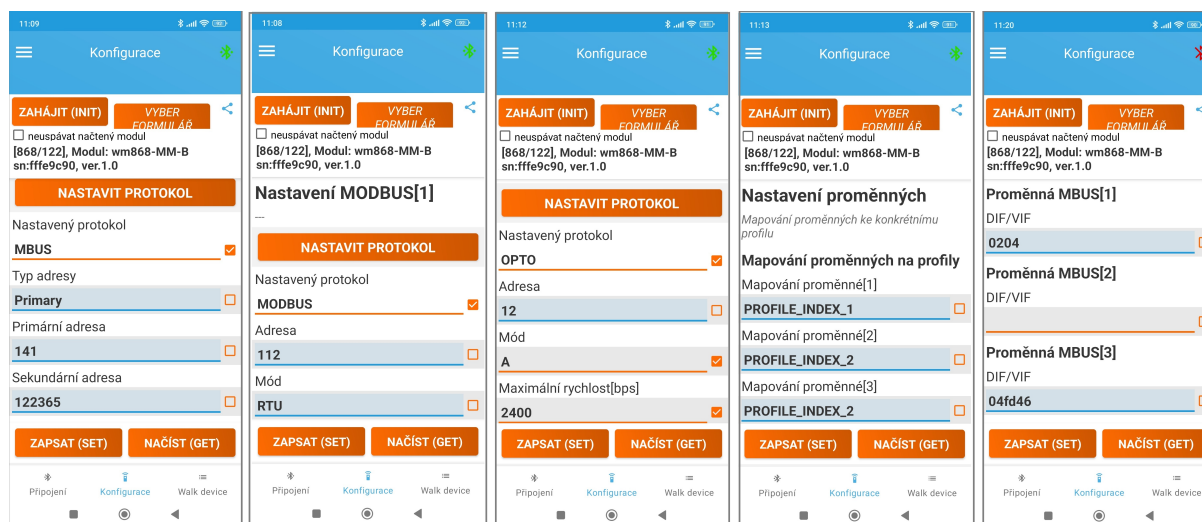 11:09
Konfigurace
ZAHÁJIT (INIT)
VYBER
FORMULÁŘ
neuspávat načtený modul
[868/122], Modul: wm868-MM-B
sn:fffe9c90, ver.1.0
NASTAVIT PROTOKOL
Nastavený protokol
MBUS
Typ adresy
Primary
Primární adresa
141
Sekundární adresa
122365
ZAPSAT (SET)
NAČÍST (GET)
Připojení
Konfigurace
Walk device
11:08
Konfigurace
ZAHÁJIT (INIT)
VYBER
FORMULÁŘ
neuspávat načtený modul
[868/122], Modul: wm868-MM-B
sn:fffe9c90, ver.1.0
Nastavení MODBUS[1]
---
NASTAVIT PROTOKOL
Nastavený protokol
MODBUS
Adresa
112
Mód
RTU
ZAPSAT (SET)
NAČÍST (GET)
Připojení
Konfigurace
Walk device
11:12
Konfigurace
ZAHÁJIT (INIT)
VYBER
FORMULÁŘ
neuspávat načtený modul
[868/122], Modul: wm868-MM-B
sn:fffe9c90, ver.1.0
NASTAVIT PROTOKOL
Nastavený protokol
OPTO
Adresa
12
Mód
A
Maximální rychlost[bps]
2400
ZAPSAT (SET)
NAČÍST (GET)
Připojení
Konfigurace
Walk device
11:13
Konfigurace
ZAHÁJIT (INIT)
VYBER
FORMULÁŘ
neuspávat načtený modul
[868/122], Modul: wm868-MM-B
sn:fffe9c90, ver.1.0
Nastavení proměnných
Mapování proměnných ke konkrétnímu
profilu
Mapování proměnných na profily
Mapování proměnné[1]
PROFILE_INDEX_1
Mapování proměnné[2]
PROFILE_INDEX_2
Mapování proměnné[3]
PROFILE_INDEX_2
ZAPSAT (SET)
NAČÍST (GET)
Připojení
Konfigurace
Walk device
11:20
Konfigurace
ZAHÁJIT (INIT)
VYBER
FORMULÁŘ
neuspávat načtený modul
[868/122], Modul: wm868-MM-B
sn:fffe9c90, ver.1.0
Proměnná MBUS[1]
DIF/VIF
0204
Proměnná MBUS[2]
DIF/VIF
Proměnná MBUS[3]
DIF/VIF
04fd46
ZAPSAT (SET)
NAČÍST (GET)
Připojení
Konfigurace
Walk device